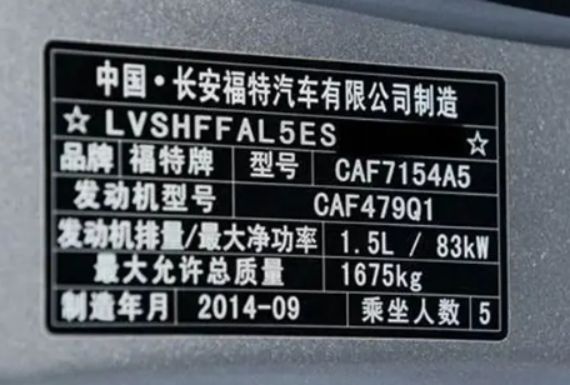 中国·长安福特汽车有限公司制造
☆ LVSHFFAL5ES ☆
品牌 福特牌 型号 CAF7154A5
发动机型号 CAF479Q1
发动机排量/最大净功率 1.5L / 83kW
最大允许总质量 1675kg
制造年月 2014-09 乘坐人数 5